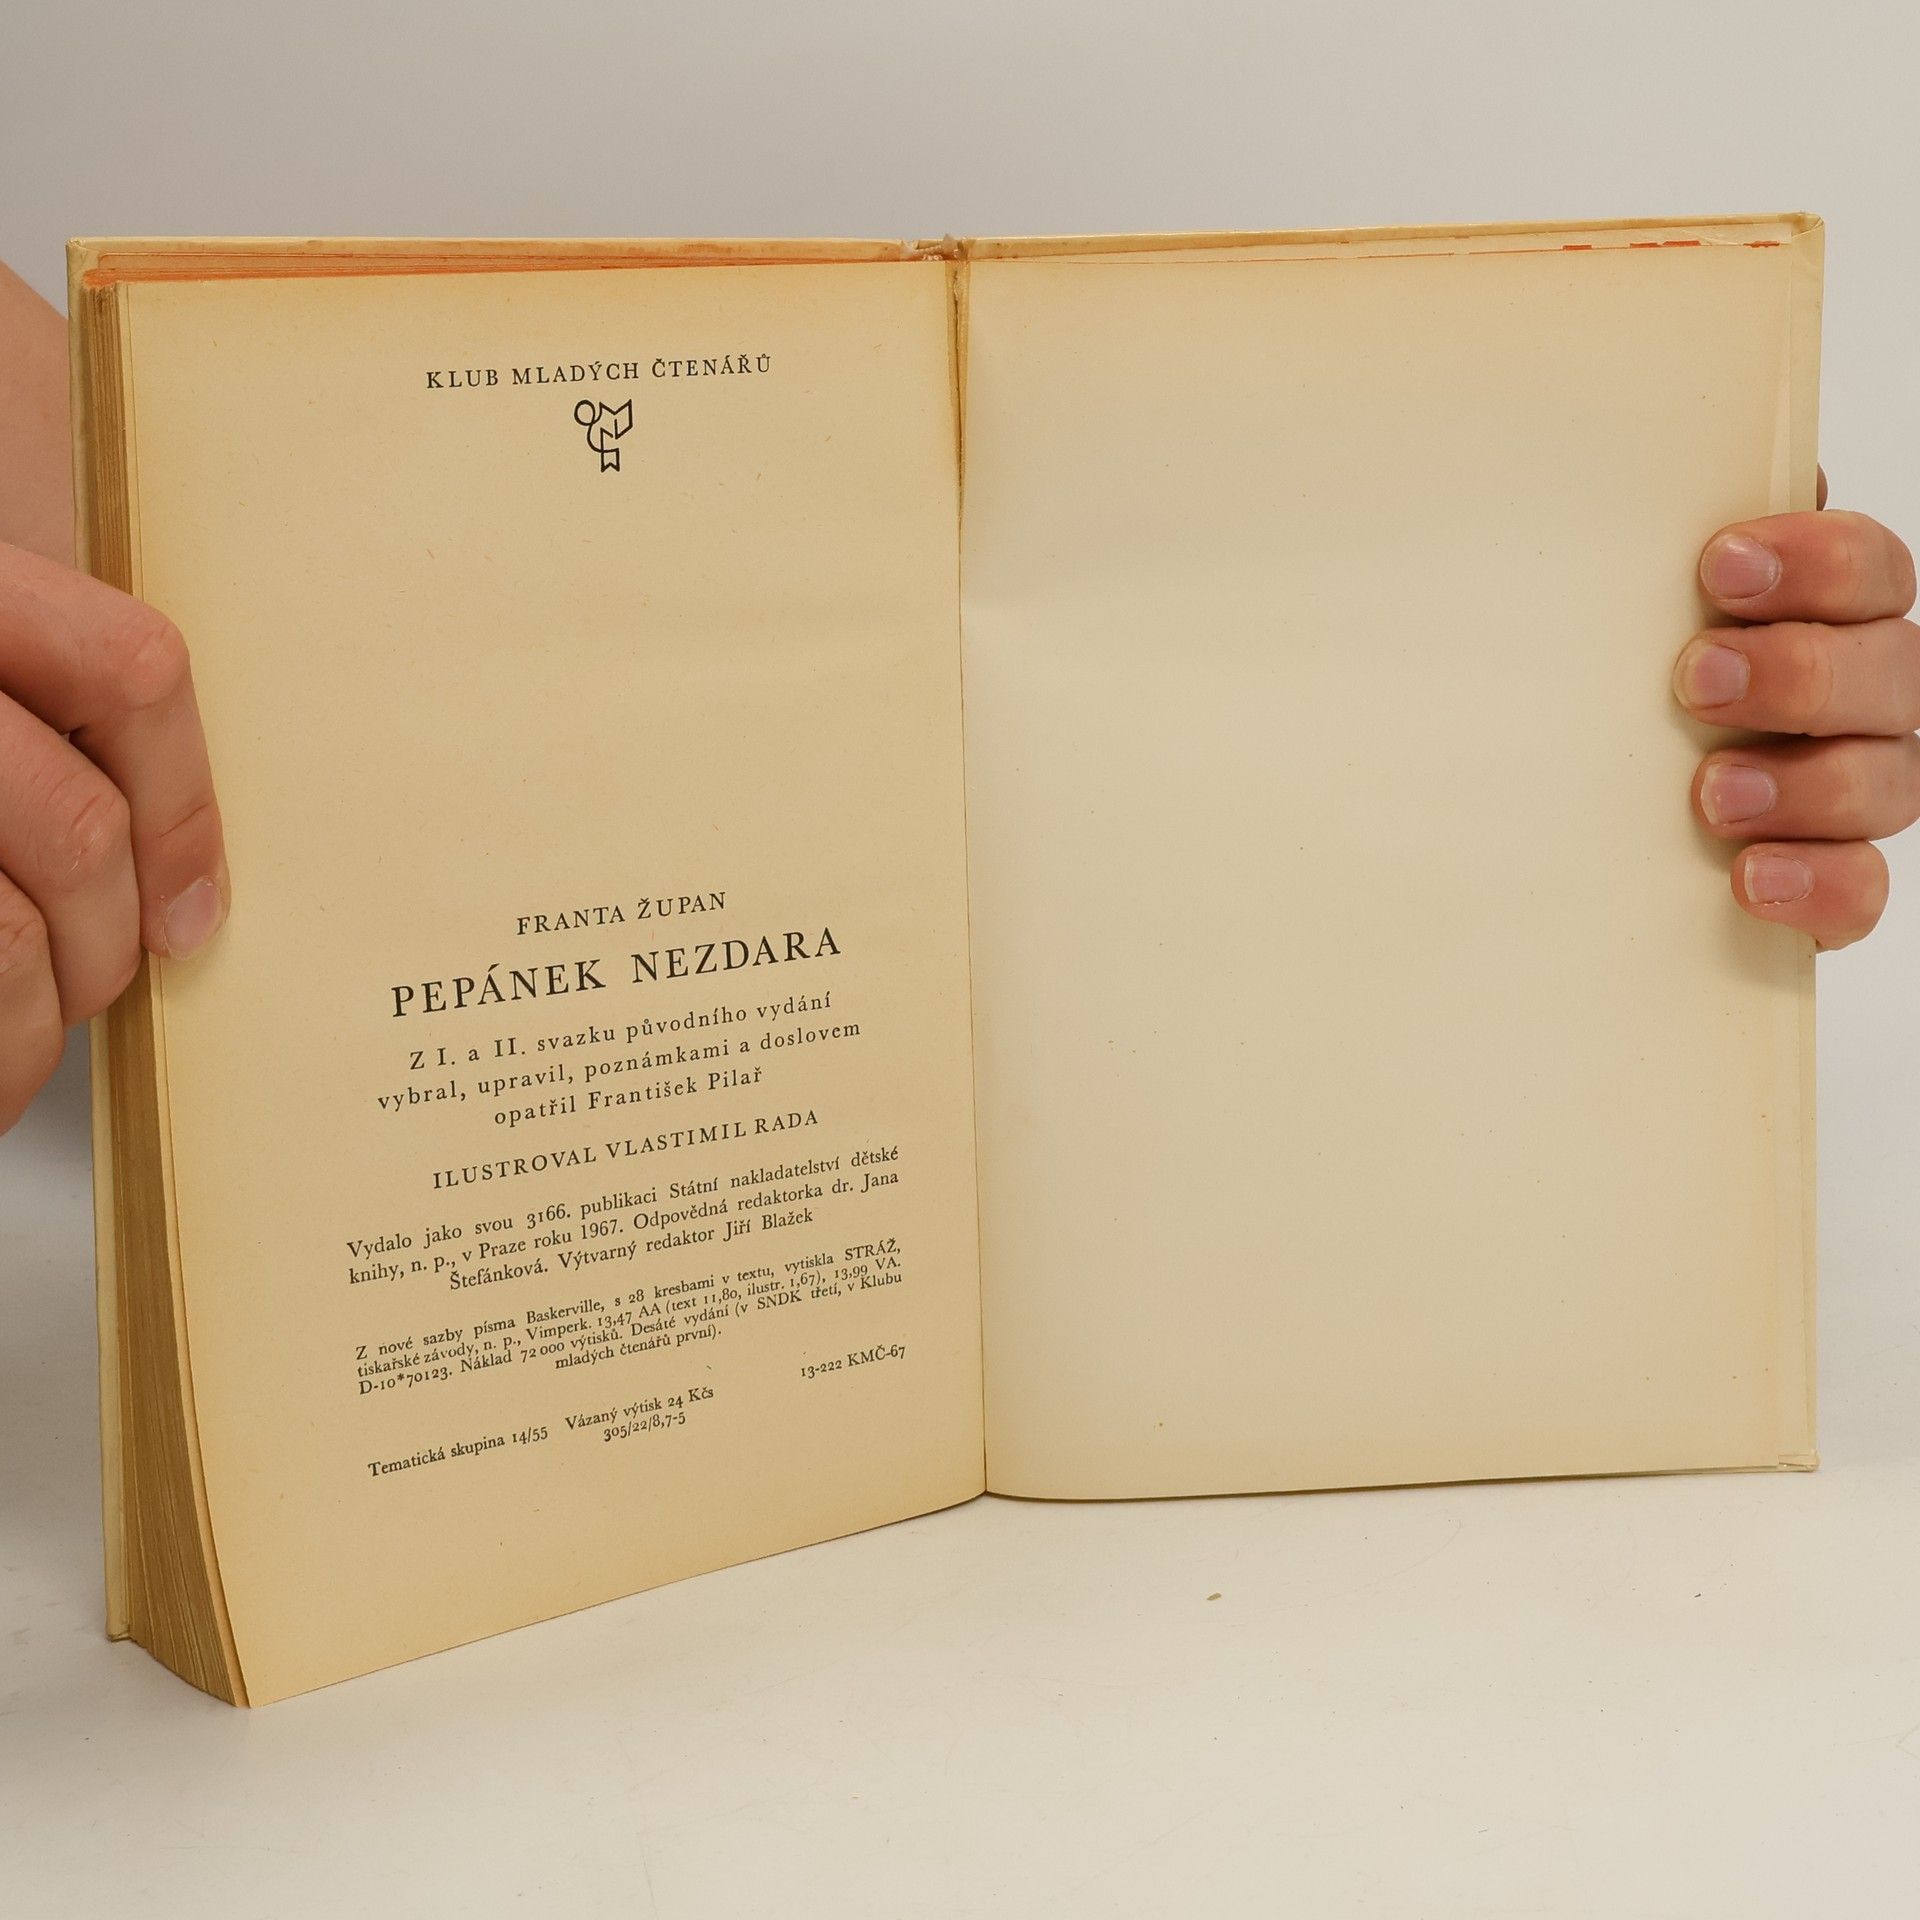 KLUB MLADÝCH ČTENÁŘŮ
FRANTA ŽUPAN
PEPÁNEK NEZDARA
Z I. a II. svazku původního vydání
vybral, upravil, poznámkami a doslovem
opatřil František Pilař
ILUSTROVAL VLASTIMIL RADA
Vydalo jako svou 3166. publikaci Státní nakladatelství dětské
knihy, n. p., v Praze roku 1967. Odpovědná redaktorka dr. Jana
Štefánková. Výtvarný redaktor Jiří Blažek
Z nové sazby písma Baskerville, s 28 kresbami v textu, vytiskla STRÁŽ,
tiskařské závody, n. p., Vimperk. 13,47 AA (text 11,80, ilustr. 1,67), 13,99 VA.
D-10*70123. Náklad 72 000 výtisků. Desáté vydání (v SNDK třetí, v Klubu
mladých čtenářů první).
13-222 KMČ-67
Tematická skupina 14/55 Vázaný výtisk 24 Kčs
305/22/8,7-5